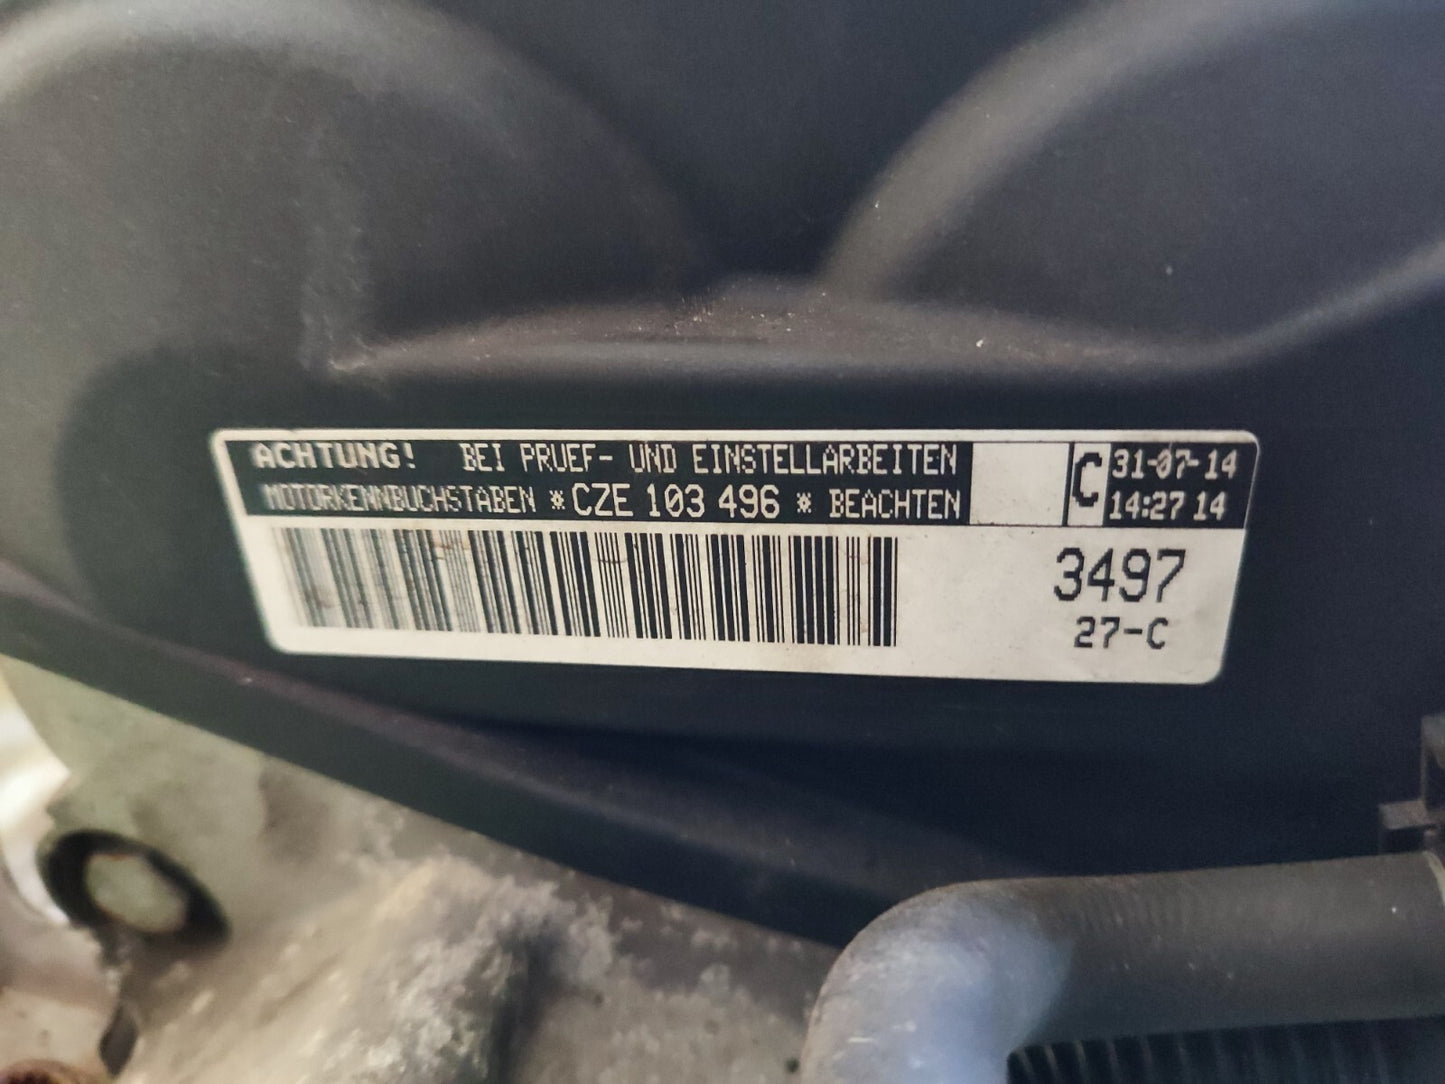 ACHTUNG! BEI PRUEF- UND EINSTELLARBEITEN
MOTORKENNBUCHSTABEN *CZE 103 496* BEACHTEN
C
31-07-14
14:27 14
3497
27-C